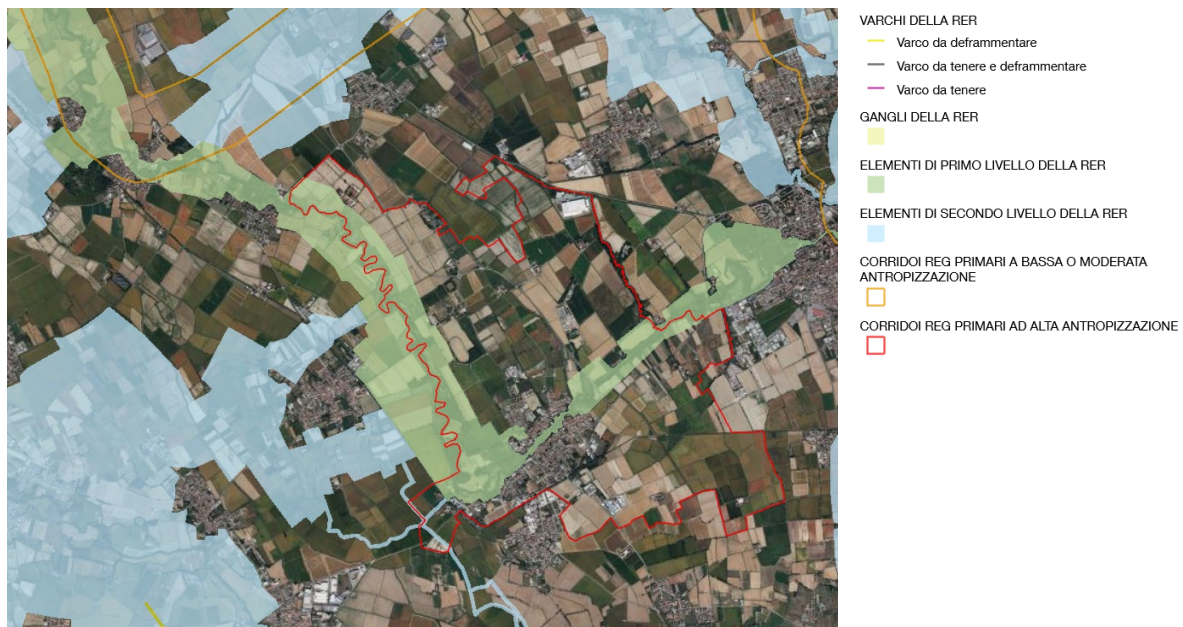 VARCHI DELLA RER
Varco da deframmentare
Varco da tenere e deframmentare
Varco da tenere
GANGLI DELLA RER
ELEMENTI DI PRIMO LIVELLO DELLA RER
ELEMENTI DI SECONDO LIVELLO DELLA RER
CORRIDOI REG PRIMARI A BASSA O MODERATA
ANTROPIZZAZIONE
CORRIDOI REG PRIMARI AD ALTA ANTROPIZZAZIONE